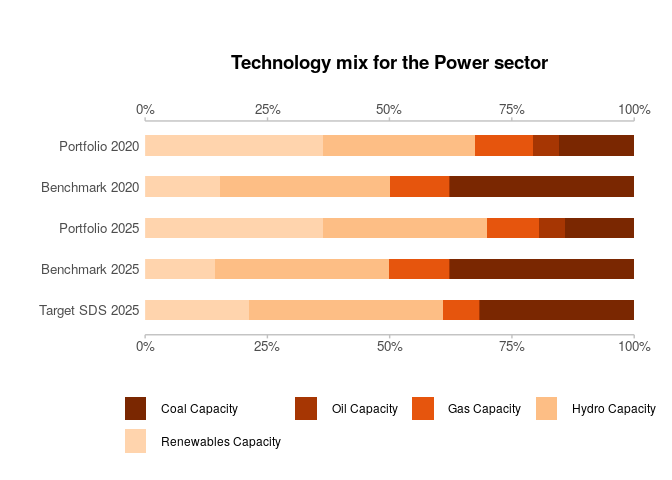 Technology mix for the Power sector
0% 25% 50% 75% 100%
Portfolio 2020
Benchmark 2020
Portfolio 2025
Benchmark 2025
Target SDS 2025
0% 25% 50% 75% 100%
Coal Capacity Oil Capacity Gas Capacity Hydro Capacity
Renewables Capacity